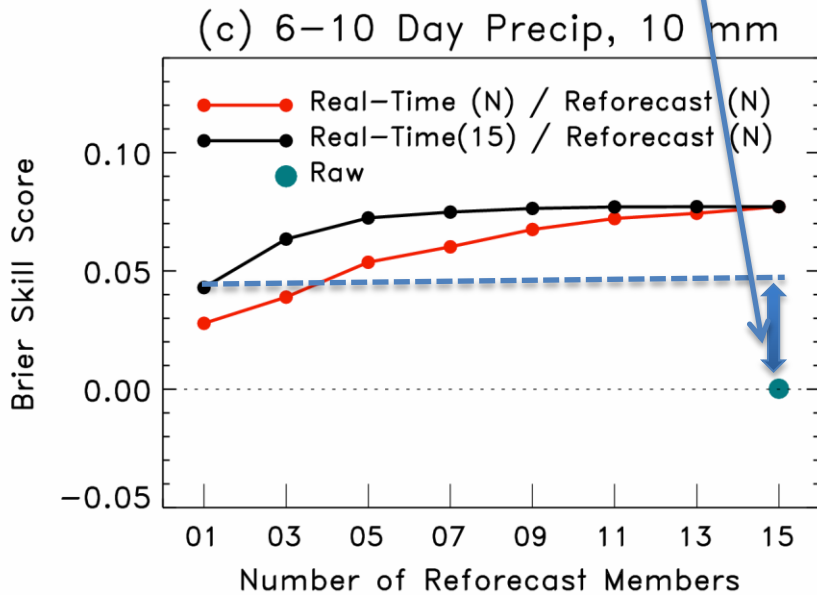 (c) 6-10 Day Precip, 10 mm
Real-Time (N) / Reforecast (N)
Real-Time(15) / Reforecast (N)
Raw
Brier Skill Score
0.10
0.05
0.00
-0.05
01 03 05 07 09 11 13 15
Number of Reforecast Members